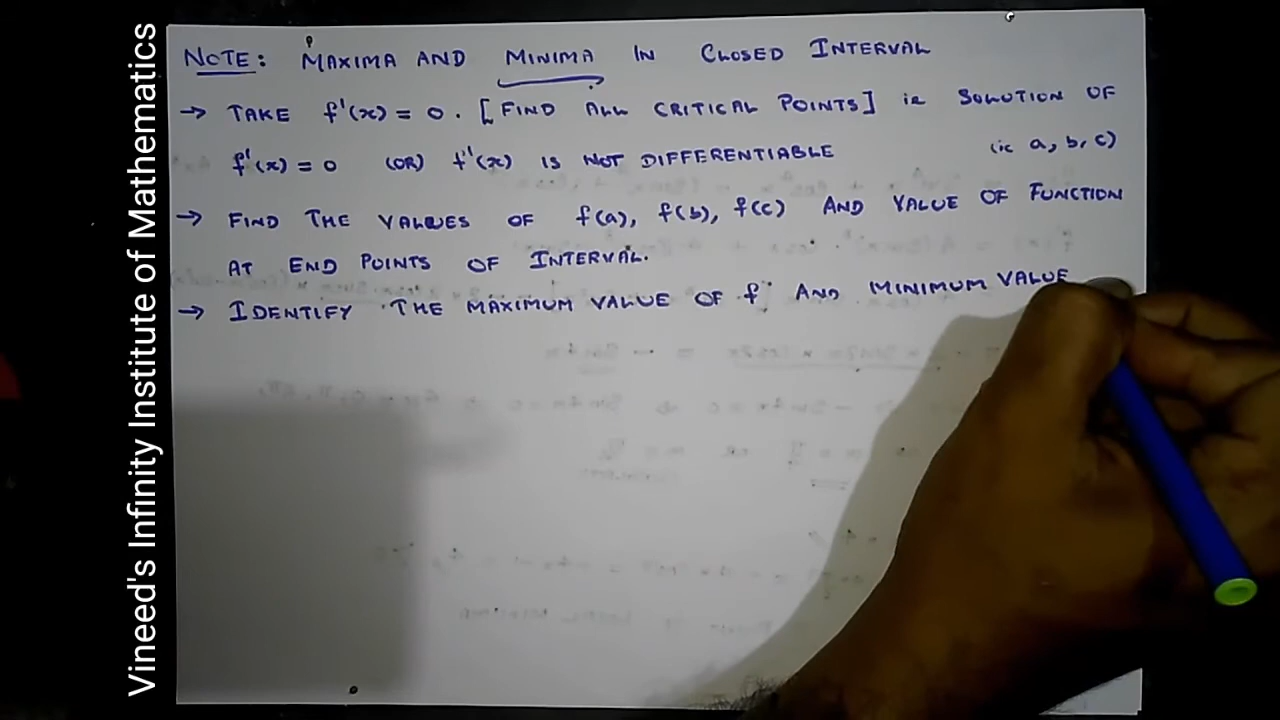 Vineed's Infinity Institute of Mathematics
NOTE: MAXIMA AND MINIMA IN CLOSED INTERVAL
→ TAKE f'(x) = 0. [FIND ALL CRITICAL POINTS] ie SOLUTION OF
f'(x) = 0 (OR) f'(x) IS NOT DIFFERENTIABLE (ie a, b, c)
→ FIND THE VALUES OF f(a), f(b), f(c) AND VALUE OF FUNCTION
AT END POINTS OF INTERVAL.
→ IDENTIFY THE MAXIMUM VALUE OF f AND MINIMUM VALUE